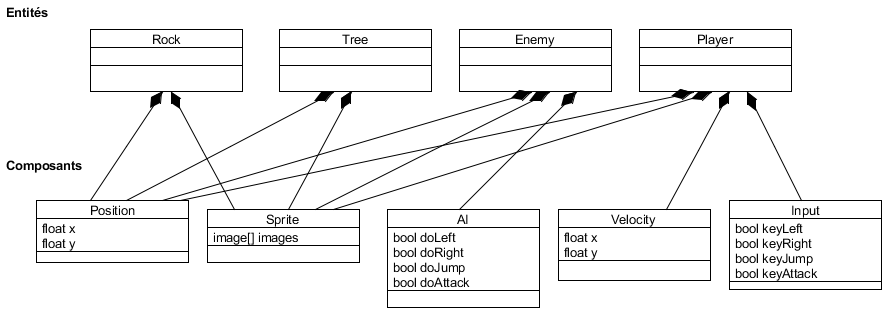 Entités
Rock
Tree
Enemy
Player
Composants
Position
float x
float y
Sprite
image[] images
AI
bool doLeft
bool doRight
bool doJump
bool doAttack
Velocity
float x
float y
Input
bool keyLeft
bool keyRight
bool keyJump
bool keyAttack